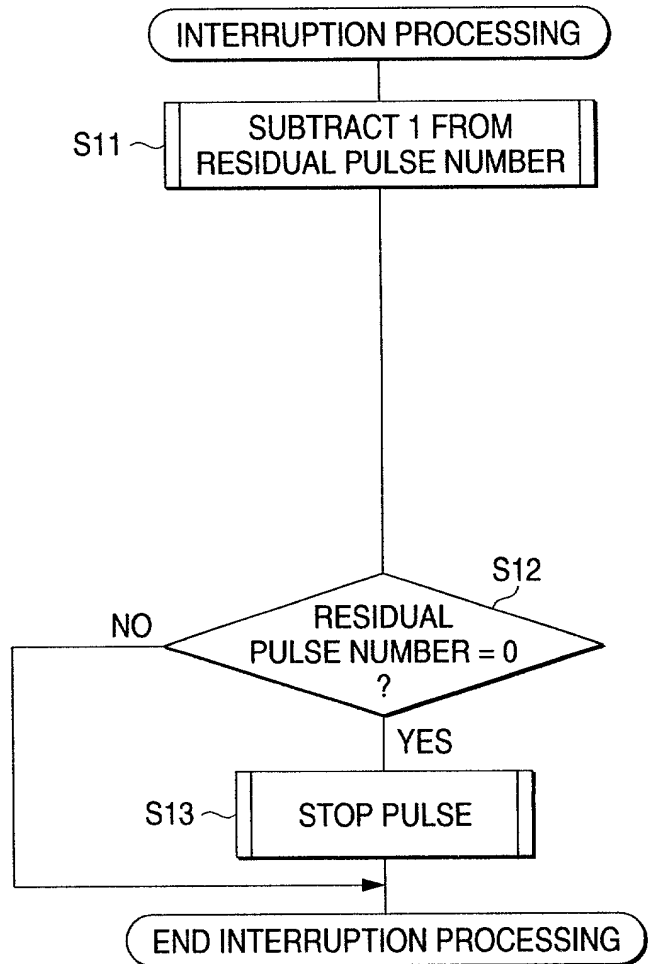 INTERRUPTION PROCESSING
S11
SUBTRACT 1 FROM
RESIDUAL PULSE NUMBER
S12
NO
RESIDUAL
PULSE NUMBER = 0
?
YES
S13
STOP PULSE
END INTERRUPTION PROCESSING